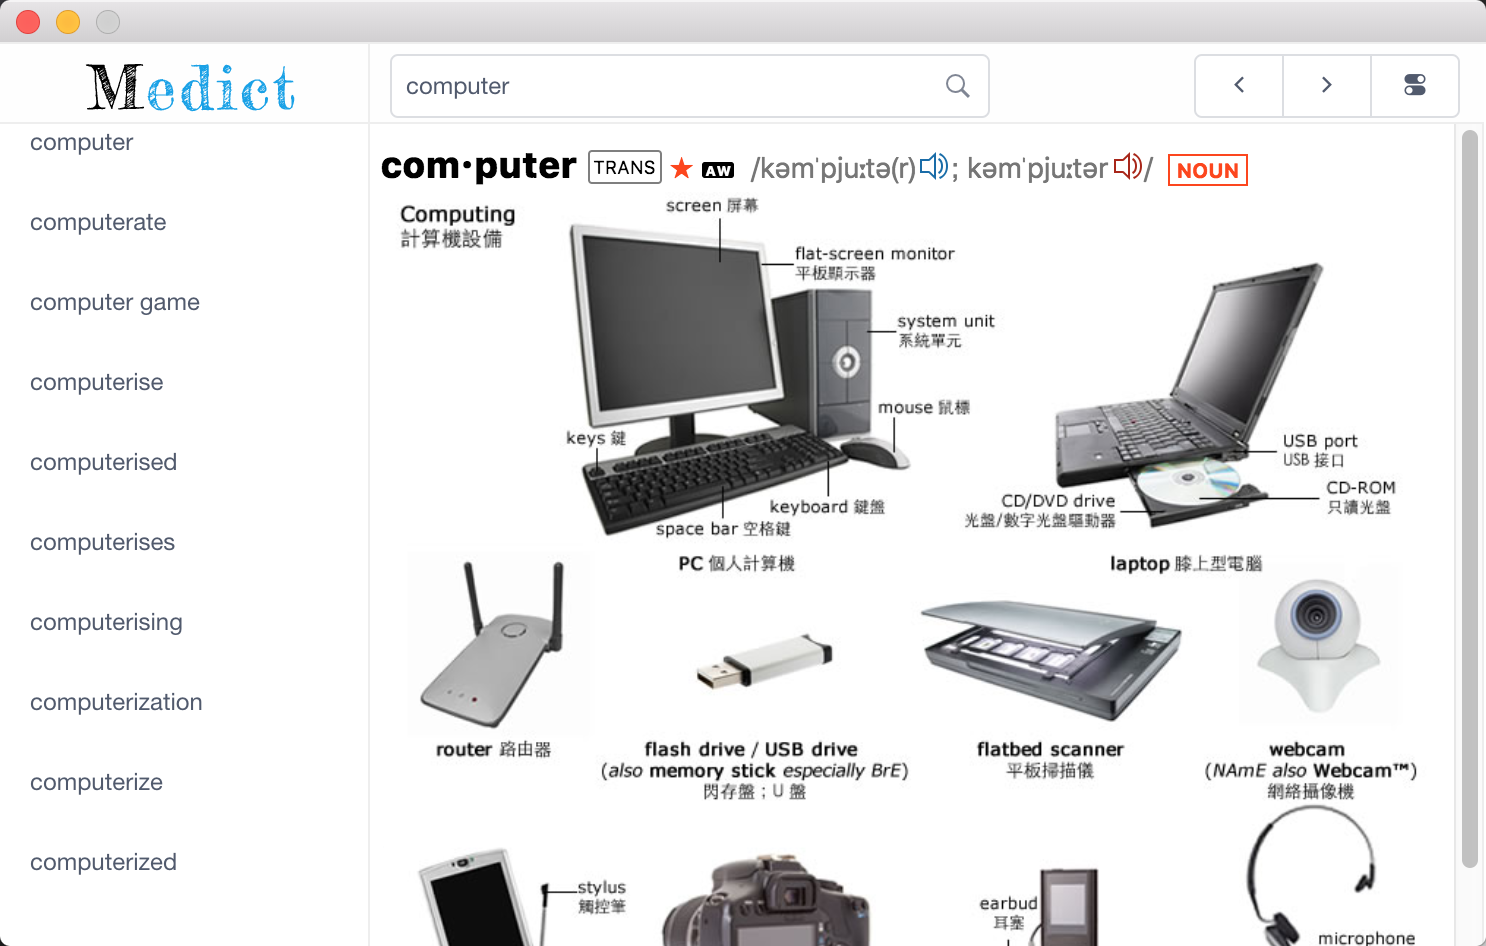 Medict
computer
computer
computerate
computer game
computerise
computerised
computerises
computerising
computerization
computerize
computerized
com·puter TRANS ★ AW /kəmˈpjuːtə(r); kəmˈpjuːtər/ NOUN
Computing
計算機設備
screen 屏幕
flat-screen monitor
平板顯示器
system unit
系統單元
mouse 鼠標
keys 鍵
keyboard 鍵盤
space bar 空格鍵
PC 個人計算機
USB port
USB 接口
CD-ROM
只讀光盤
CD/DVD drive
光盤/數字光盤驅動器
laptop 膝上型電腦
router 路由器
flash drive / USB drive
(also memory stick especially BrE)
閃存盤；U 盤
flatbed scanner
平板掃描儀
webcam
(NAmE also Webcam™)
網絡攝像機
stylus
觸控筆
earbud
耳塞
microphone